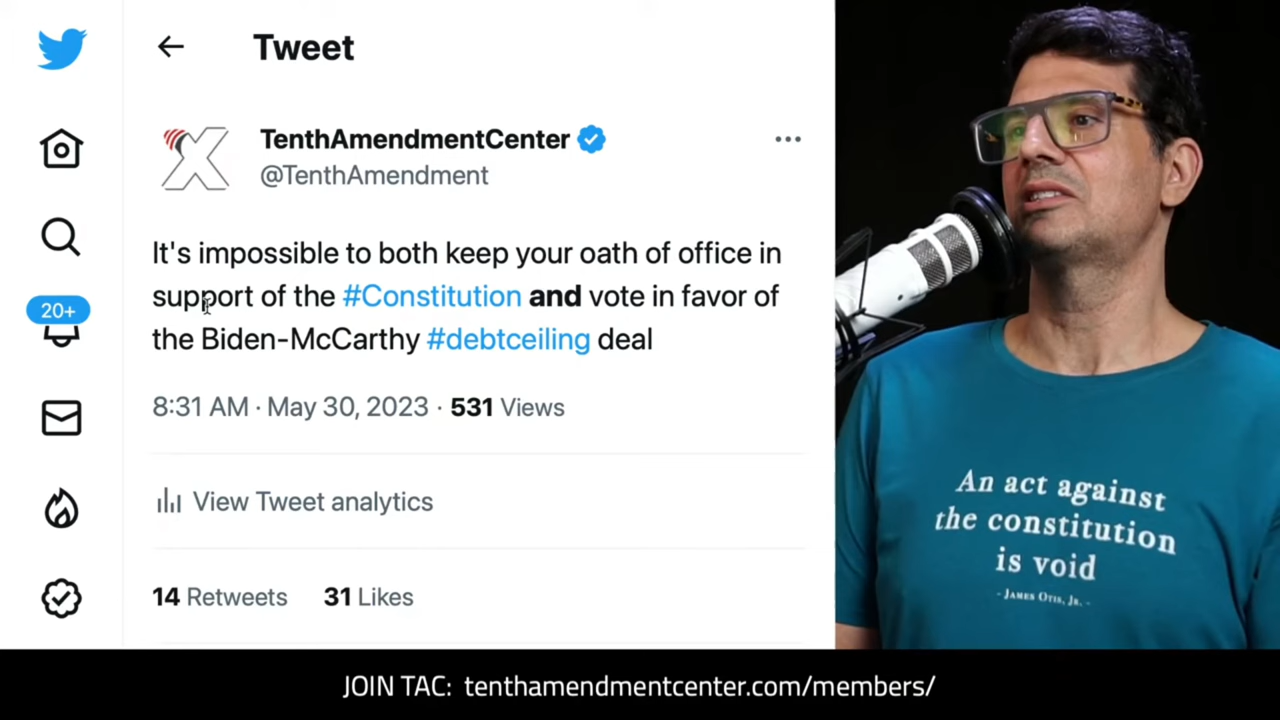 Tweet
TenthAmendmentCenter
@TenthAmendment
It's impossible to both keep your oath of office in
support of the #Constitution and vote in favor of
the Biden-McCarthy #debtceiling deal
20+
8:31 AM · May 30, 2023 · 531 Views
View Tweet analytics
14 Retweets 31 Likes
An act against
the constitution
is void
- James Otis, Jr. -
JOIN TAC: tenthamendmentcenter.com/members/